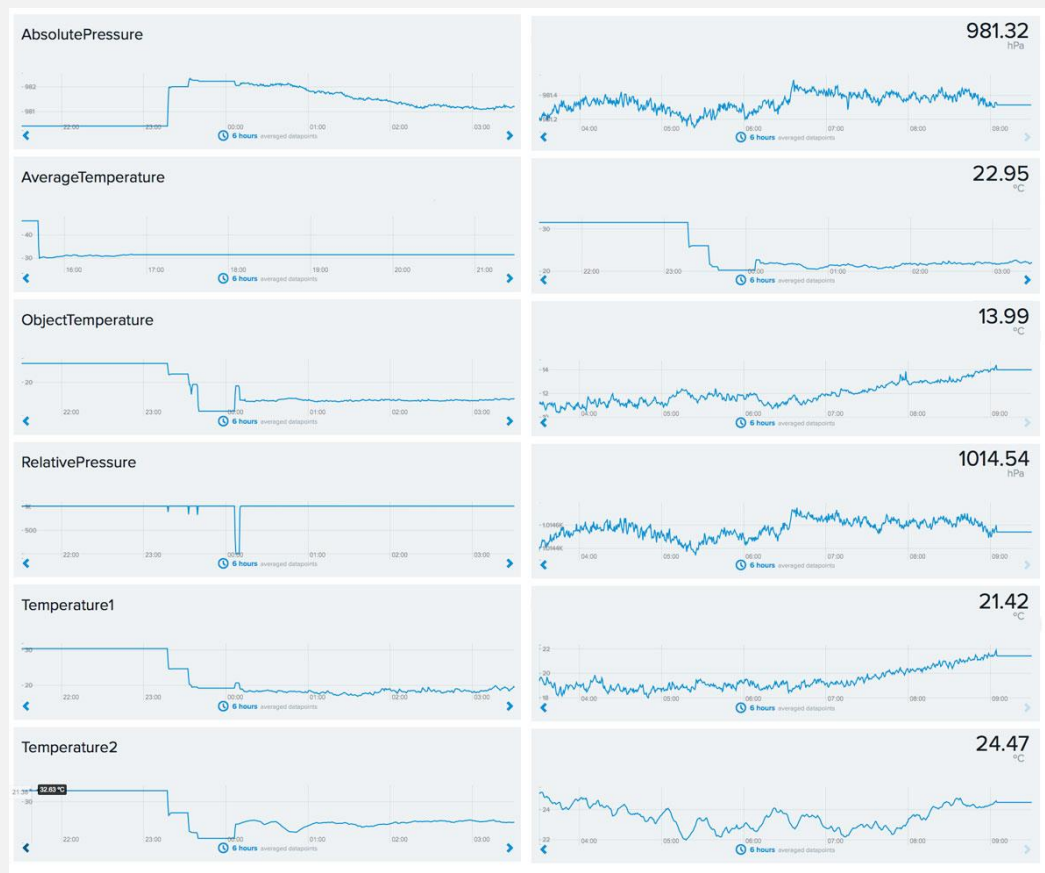 AbsolutePressure
982
981
22:00 23:00 00:00 01:00 02:00 03:00
6 hours averaged datapoints
981.32
hPa
981.4
981.2
04:00 05:00 06:00 07:00 08:00 09:00
6 hours averaged datapoints
AverageTemperature
40
30
16:00 17:00 18:00 19:00 20:00 21:00
6 hours averaged datapoints
22.95
°C
30
20
22:00 23:00 00:00 01:00 02:00 03:00
6 hours averaged datapoints
ObjectTemperature
20
22:00 23:00 00:00 01:00 02:00 03:00
6 hours averaged datapoints
13.99
°C
14
12
10
04:00 05:00 06:00 07:00 08:00 09:00
6 hours averaged datapoints
RelativePressure
1K
500
22:00 23:00 00:00 01:00 02:00 03:00
6 hours averaged datapoints
1014.54
hPa
04:00 05:00 06:00 07:00 08:00 09:00
6 hours averaged datapoints
Temperature1
30
20
22:00 23:00 00:00 01:00 02:00 03:00
6 hours averaged datapoints
21.42
°C
22
20
18
04:00 05:00 06:00 07:00 08:00 09:00
6 hours averaged datapoints
Temperature2
32.63 °C
30
22:00 23:00 00:00 01:00 02:00 03:00
6 hours averaged datapoints
24.47
°C
24
22
04:00 05:00 06:00 07:00 08:00 09:00
6 hours averaged datapoints